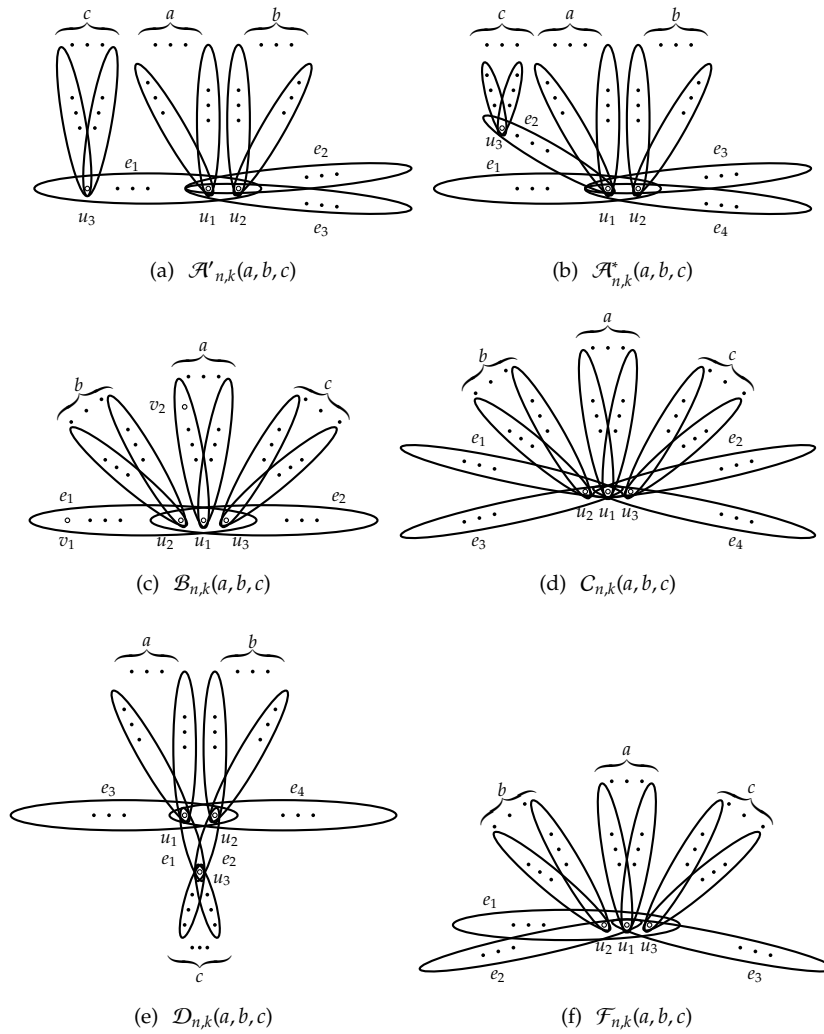 c a b
e₁ e₂
u₃ u₁ u₂ e₃
(a) 𝒜′ₙ,ₖ(a, b, c)
c a b
e₂
u₃
e₁ e₃
u₁ u₂ e₄
(b) 𝒜*ₙ,ₖ(a, b, c)
a
b c
v₂
e₁ e₂
v₁ u₂ u₁ u₃
(c) ℬₙ,ₖ(a, b, c)
a
b c
e₁ e₂
u₂ u₁ u₃
e₃ e₄
(d) 𝒞ₙ,ₖ(a, b, c)
a b
e₃ e₄
u₁ u₂
e₁ e₂
u₃
c
(e) 𝒟ₙ,ₖ(a, b, c)
a
b c
e₁
u₂ u₁ u₃
e₂ e₃
(f) ℱₙ,ₖ(a, b, c)